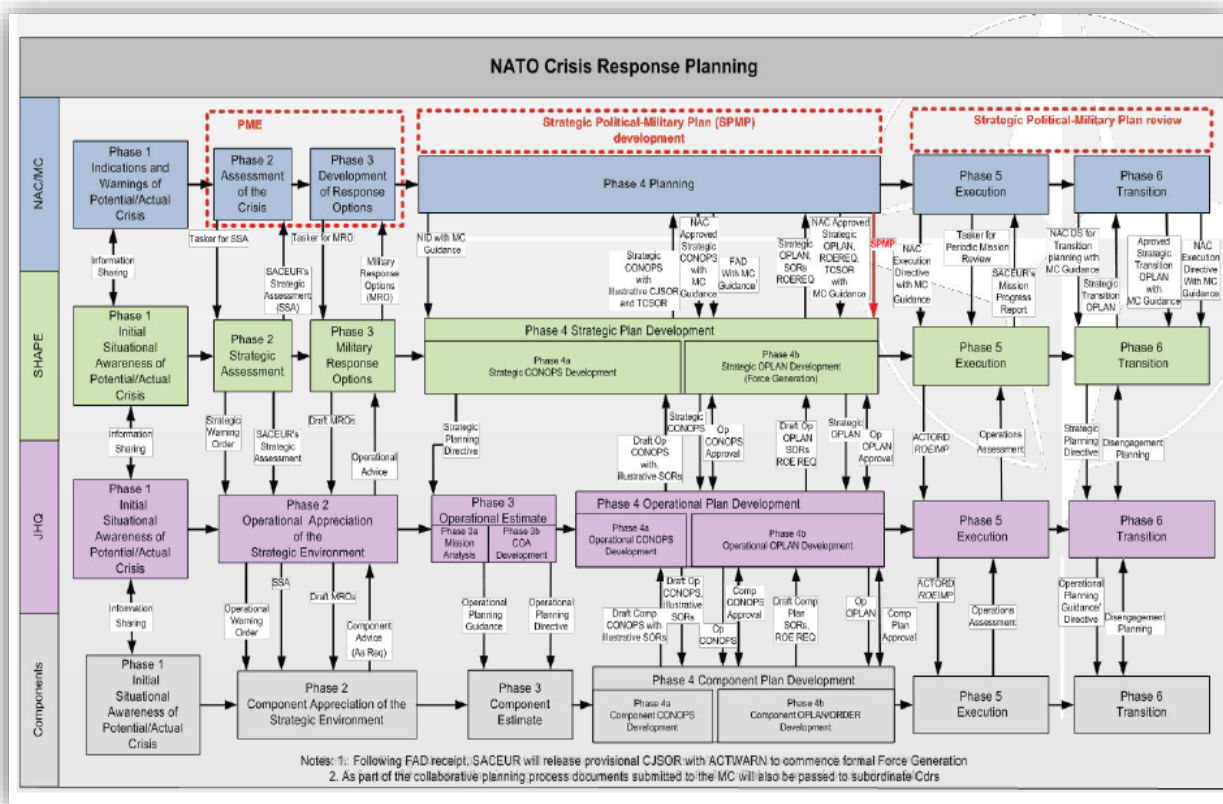 NATO Crisis Response Planning
PME
Strategic Political-Military Plan (SPMP)
development
Strategic Political-Military Plan review
NAC/MC
Phase 1
Indications and
Warnings of
Potential/Actual
Crisis
Phase 2
Assessment
of the
Crisis
Phase 3
Development
of Response
Options
Phase 4 Planning
Phase 5
Execution
Phase 6
Transition
Information
Sharing
Tasker for SSA
SACEUR's
Strategic
Assessment
(SSA)
Tasker for MRO
Military
Response
Options
(MRO)
NID with MC
Guidance
Strategic
CONOPS with
illustrative CJSOR
and TCSOR
NAC
Approved
Strategic
CONOPS
with
MC
Guidance
FAD
With MC
Guidance'
Strategic
OPLAN,
SORs
ROEREQ
NAC Approved
Strategic
OPLAN,
ROEREQ,
TCSOR
with
MC Guidance
SPMP
NAC
Execution
Directive
with MC
Guidance
Tasker for
Periodic Mission
Review
SACEUR's
Mission
Progress
Report
NAC DS for
Transition
planning with
MC Guidance
Strategic
Transition
OPLAN
Aproved
Strategic
Transition
OPLAN
with
MC Guidance
NAC
Execution
Directive With
MC Guidance
SHAPE
Phase 1
Initial
Situational
Awareness of
Potential/Actual
Crisis
Phase 2
Strategic
Assessment
Phase 3
Military
Response
Options
Phase 4 Strategic Plan Development
Phase 4a
Strategic CONOPS Development
Phase 4b
Strategic OPLAN Development
(Force Generation)
Phase 5
Execution
Phase 6
Transition
Information
Sharing
Strategic
Warning
Order
SACEUR's
Strategic
Assessment
Draft MROs
Operational
Advice
Strategic
Planning
Directive
Draft Op
CONOPS
with,
illustrative SORs
Strategic
CONOPS
Op
CONOPS
Approval
Draft Op
OPLAN
SORs
ROE REQ
Strategic
OPLAN
Op
OPLAN
Approval
ACTORD
ROEIMP
Operations
Assessment
Strategic
Planning
Directive
Disengagement
Planning
JHQ
Phase 1
Initial
Situational
Awareness of
Potential/Actual
Crisis
Phase 2
Operational Appreciation
of the
Strategic Environment
Phase 3
Operational Estimate
Phase 3a
Mission
Analysis
Phase 3b
COA
Development
Phase 4 Operational Plan Development
Phase 4a
Operational CONOPS
Development
Phase 4b
Operational OPLAN Development
Phase 5
Execution
Phase 6
Transition
Information
Sharing
Operational
Warning
Order
SSA
Draft MROs
Component
Advice
(As Req)
Operational
Planning
Guidance
Operational
Planning
Directive
Draft Comp
CONOPS with
illustrative SORs
Draft Op
CONOPS,
illustrative
SORs
Op
CONOPS
Comp
CONOPS
Approval
Draft Comp
Plan
SORs,
ROE REQ
Op
OPLAN
Comp
Plan
Approval
ACTORD
ROEIMP
Operations
Assessment
Operational
Planning
Guidance'
Directive
Disengagement
Planning
Components
Phase 1
Initial
Situational
Awareness of
Potential/Actual
Crisis
Phase 2
Component Appreciation of the
Strategic Environment
Phase 3
Component
Estimate
Phase 4 Component Plan Development
Phase 4a
Component CONOPS
Development
Phase 4b
Component OPLAN/ORDER
Development
Phase 5
Execution
Phase 6
Transition
Notes: 1. Following FAD receipt, SACEUR will release provisional CJSOR with ACTWARN to commence formal Force Generation
2. As part of the collaborative planning process documents submitted to the MC will also be passed to subordinate Cdrs